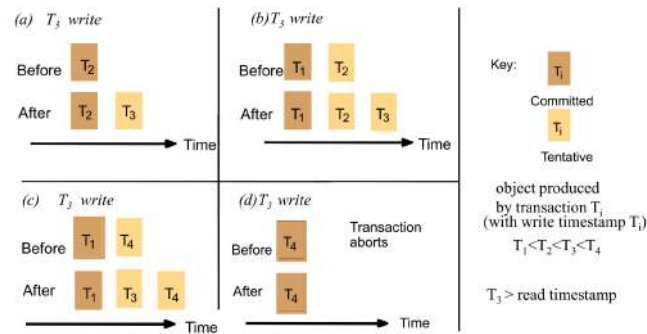 (a) T3 write
Before
T2
After
T2 T3
Time
(b) T3 write
Before
T1 T2
After
T1 T2 T3
Time
(c) T3 write
Before
T1 T4
After
T1 T3 T4
Time
(d) T3 write
Before
T4
After
T4
Transaction
aborts
Time
Key:
Ti
Committed
Ti
Tentative
object produced
by transaction Ti
(with write timestamp Ti)
T1<T2<T3<T4
T3 > read timestamp